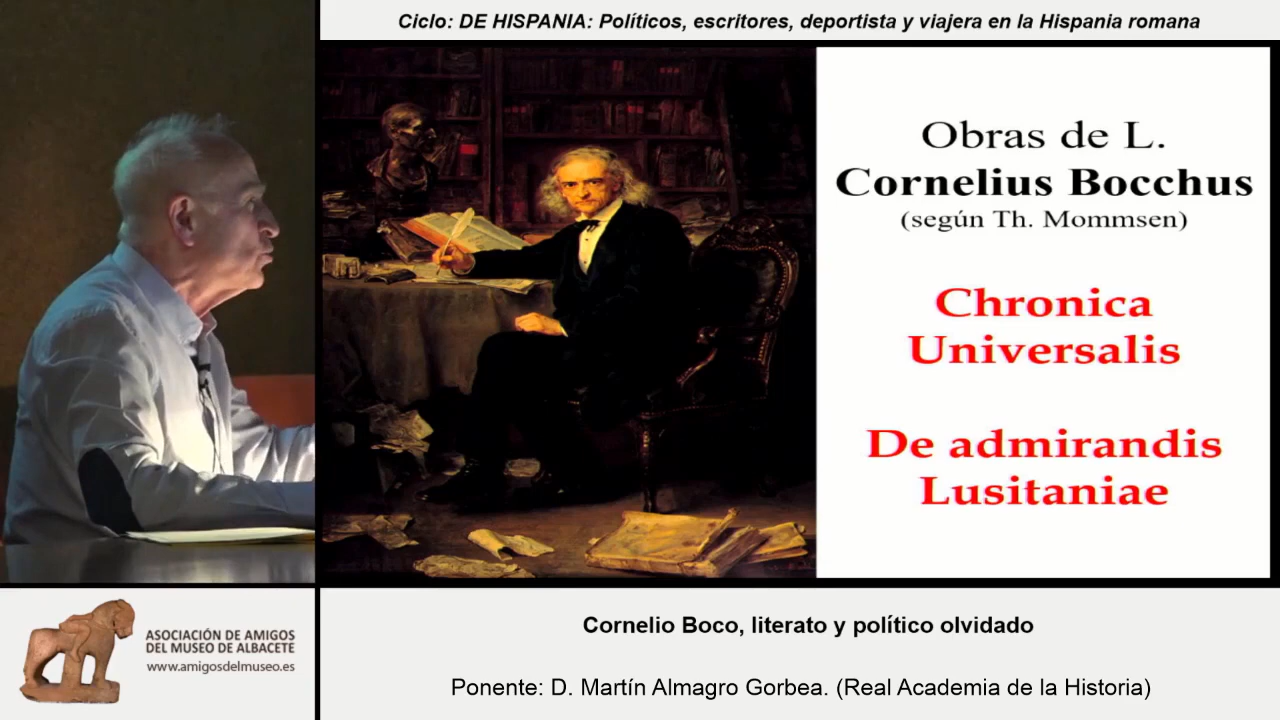 Ciclo: DE HISPANIA: Políticos, escritores, deportista y viajera en la Hispania romana
Obras de L.
Cornelius Bocchus
(según Th. Mommsen)
Chronica
Universalis
De admirandis
Lusitaniae
ASOCIACIÓN DE AMIGOS
DEL MUSEO DE ALBACETE
www.amigosdelmuseo.es
Cornelio Boco, literato y político olvidado
Ponente: D. Martín Almagro Gorbea. (Real Academia de la Historia)